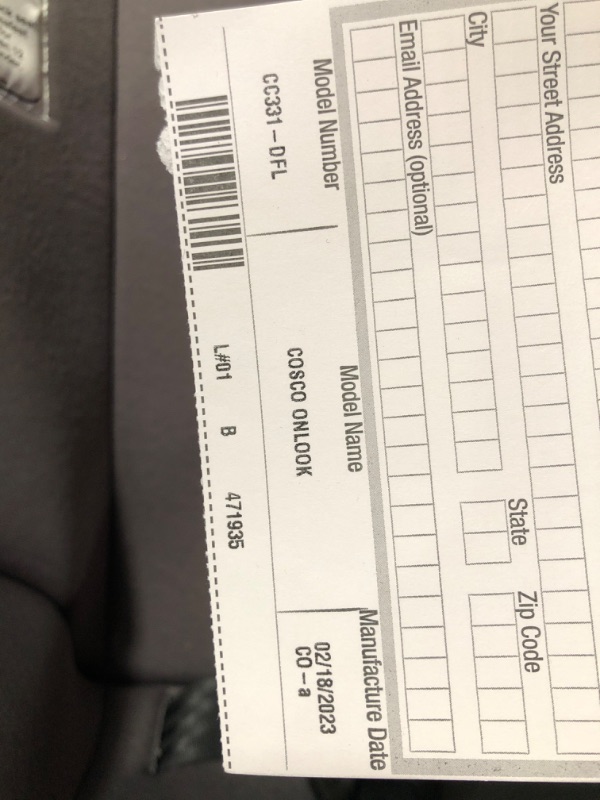 Your Street Address
City
State
Zip Code
Email Address (optional)
Model Number
Model Name
Manufacture Date
CC331-DFL
COSCO ONLOOK
02/18/2023
CO-a
L#01 B 471935